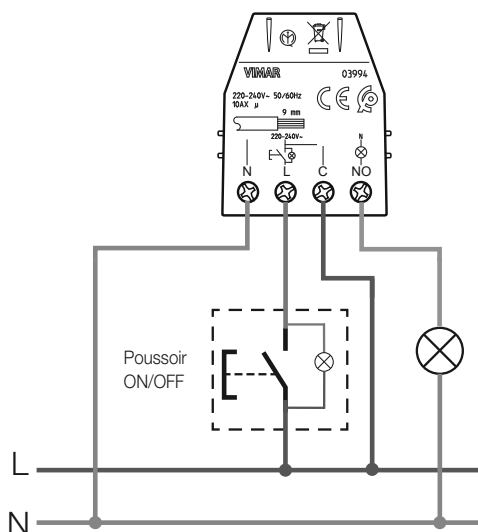 VIMAR 03994
220-240V~ 50/60Hz
10AX µ
9 mm
220-240V~
N
N L C NO
Poussoir
ON/OFF
L
N